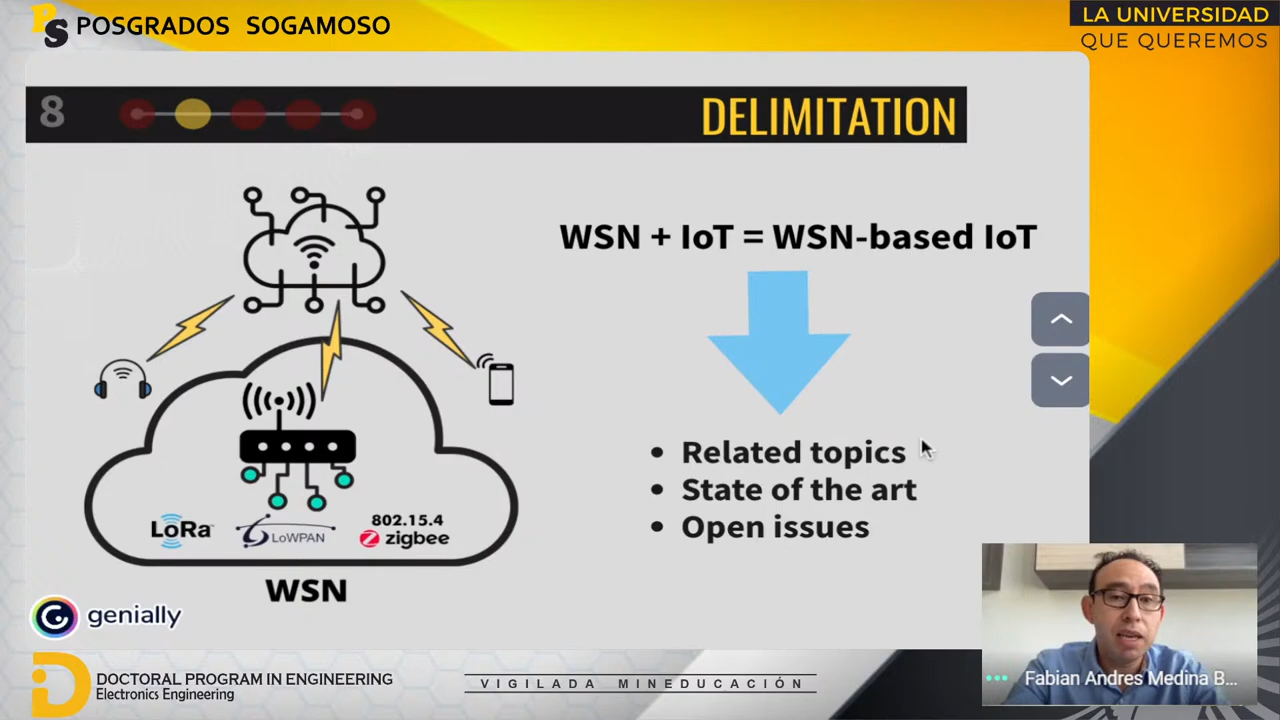 PS POSGRADOS SOGAMOSO
LA UNIVERSIDAD
QUE QUEREMOS
8
DELIMITATION
WSN + IoT = WSN-based IoT
• Related topics
• State of the art
• Open issues
LoRa
6LoWPAN
802.15.4
zigbee
WSN
genially
DOCTORAL PROGRAM IN ENGINEERING
Electronics Engineering
VIGILADA MINEDUCACIÓN
Fabian Andres Medina B...